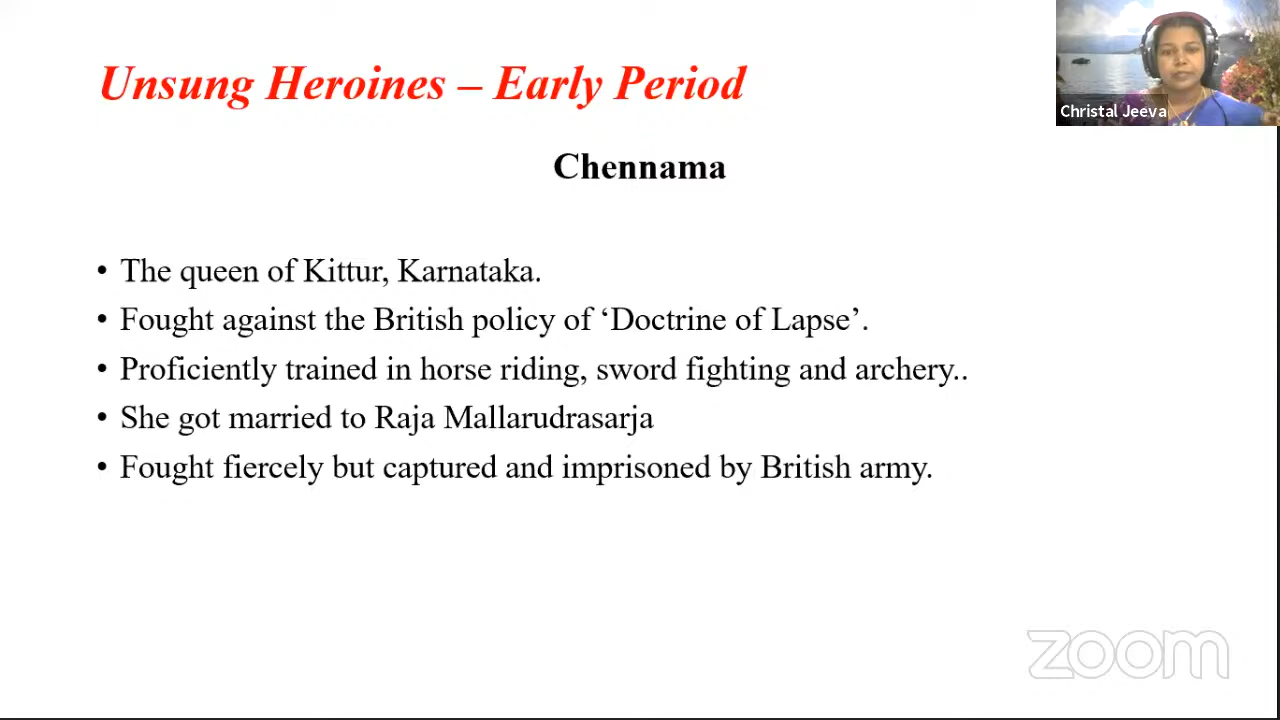 Unsung Heroines – Early Period
Christal Jeeva
Chennama
• The queen of Kittur, Karnataka.
• Fought against the British policy of ‘Doctrine of Lapse’.
• Proficiently trained in horse riding, sword fighting and archery..
• She got married to Raja Mallarudrasarja
• Fought fiercely but captured and imprisoned by British army.
zoom